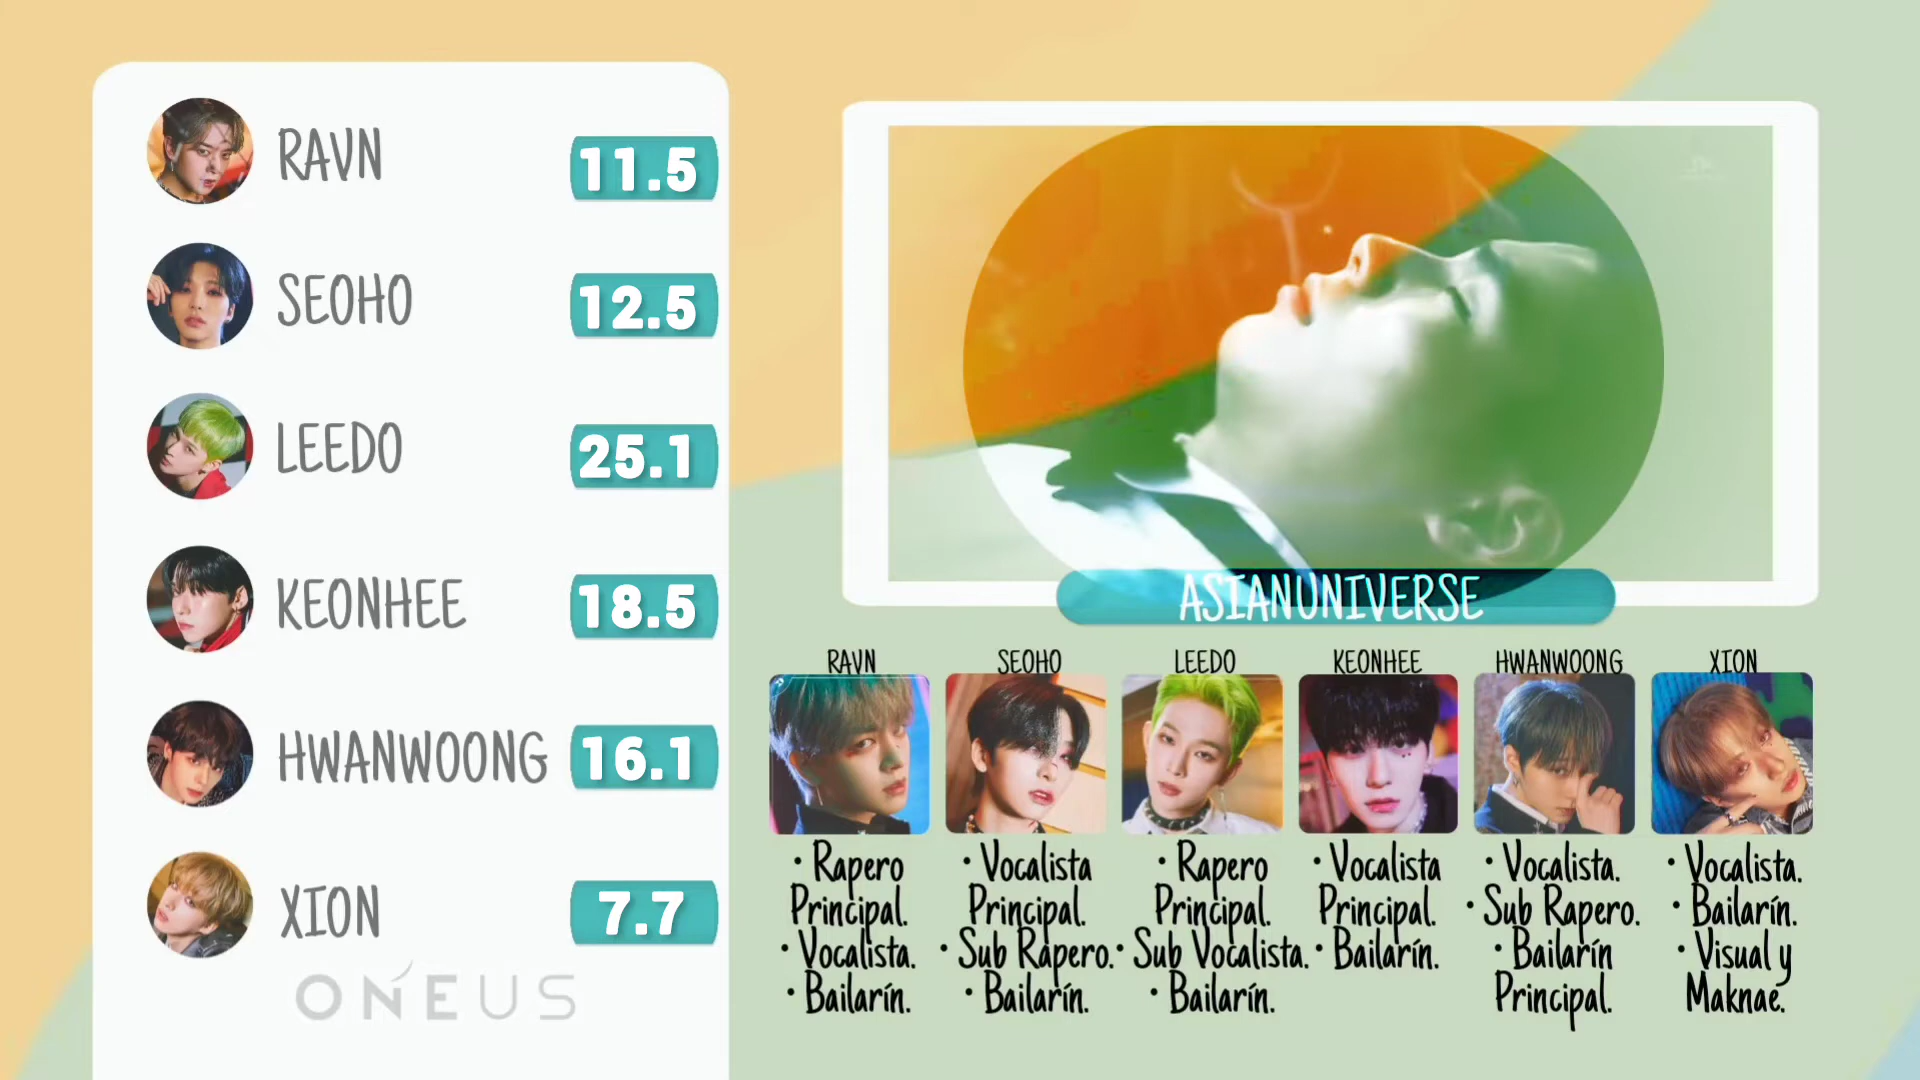 RAVN
11.5
SEOHO
12.5
LEEDO
25.1
KEONHEE
18.5
HWANWOONG
16.1
XION
7.7
ONEUS
ASIANUNIVERSE
RAVN
• Rapero
Principal.
• Vocalista.
• Bailarín.
SEOHO
• Vocalista
Principal.
• Sub Rapero.
• Bailarín.
LEEDO
• Rapero
Principal.
• Sub Vocalista.
• Bailarín.
KEONHEE
• Vocalista
Principal.
• Bailarín.
HWANWOONG
• Vocalista.
• Sub Rapero.
• Bailarín
Principal.
XION
• Vocalista.
• Bailarín.
• Visual y
Maknae.